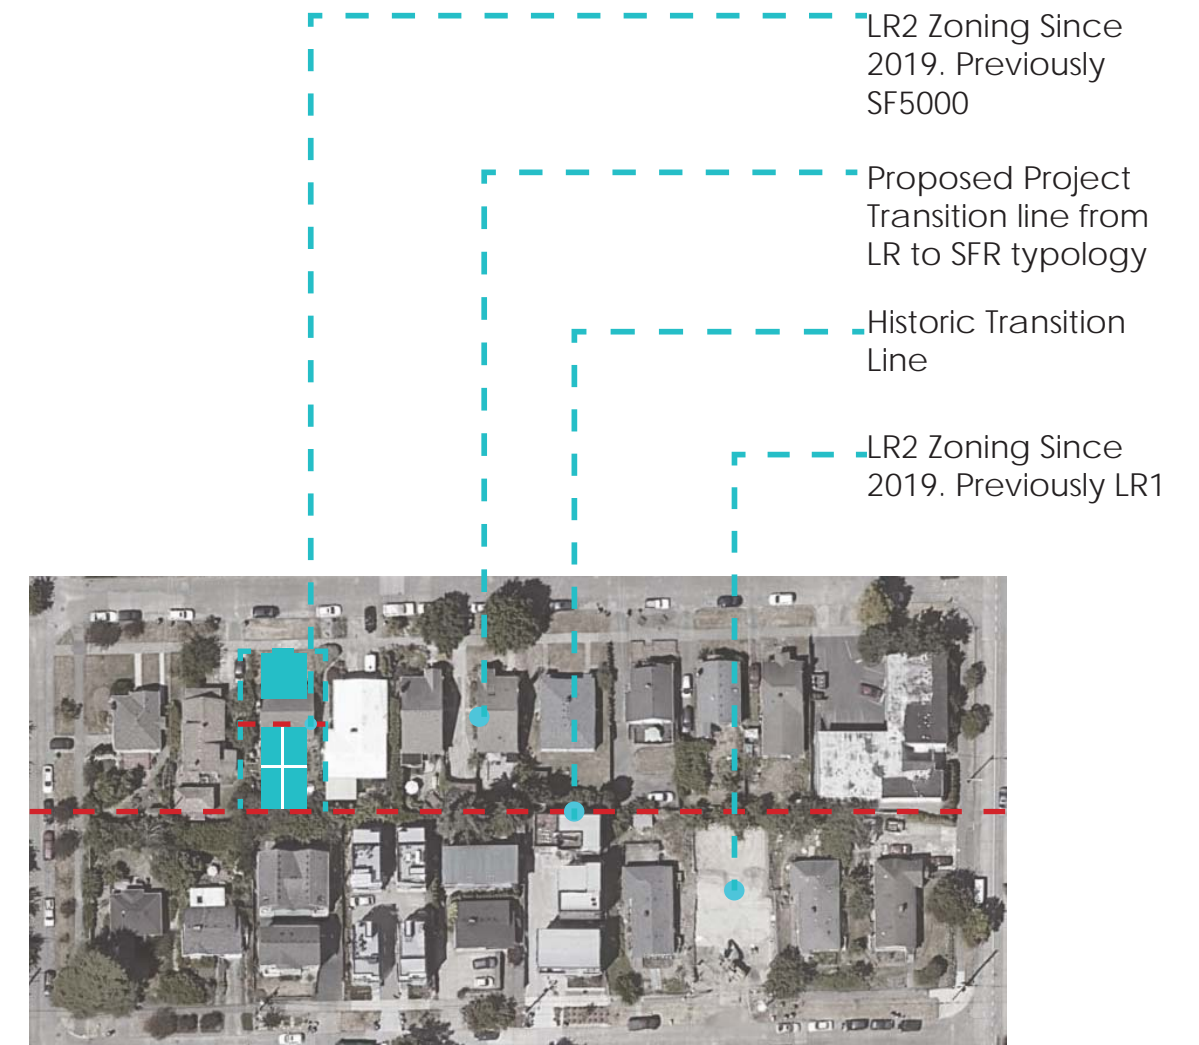 LR2 Zoning Since
2019. Previously
SF5000
Proposed Project
Transition line from
LR to SFR typology
Historic Transition
Line
LR2 Zoning Since
2019. Previously LR1